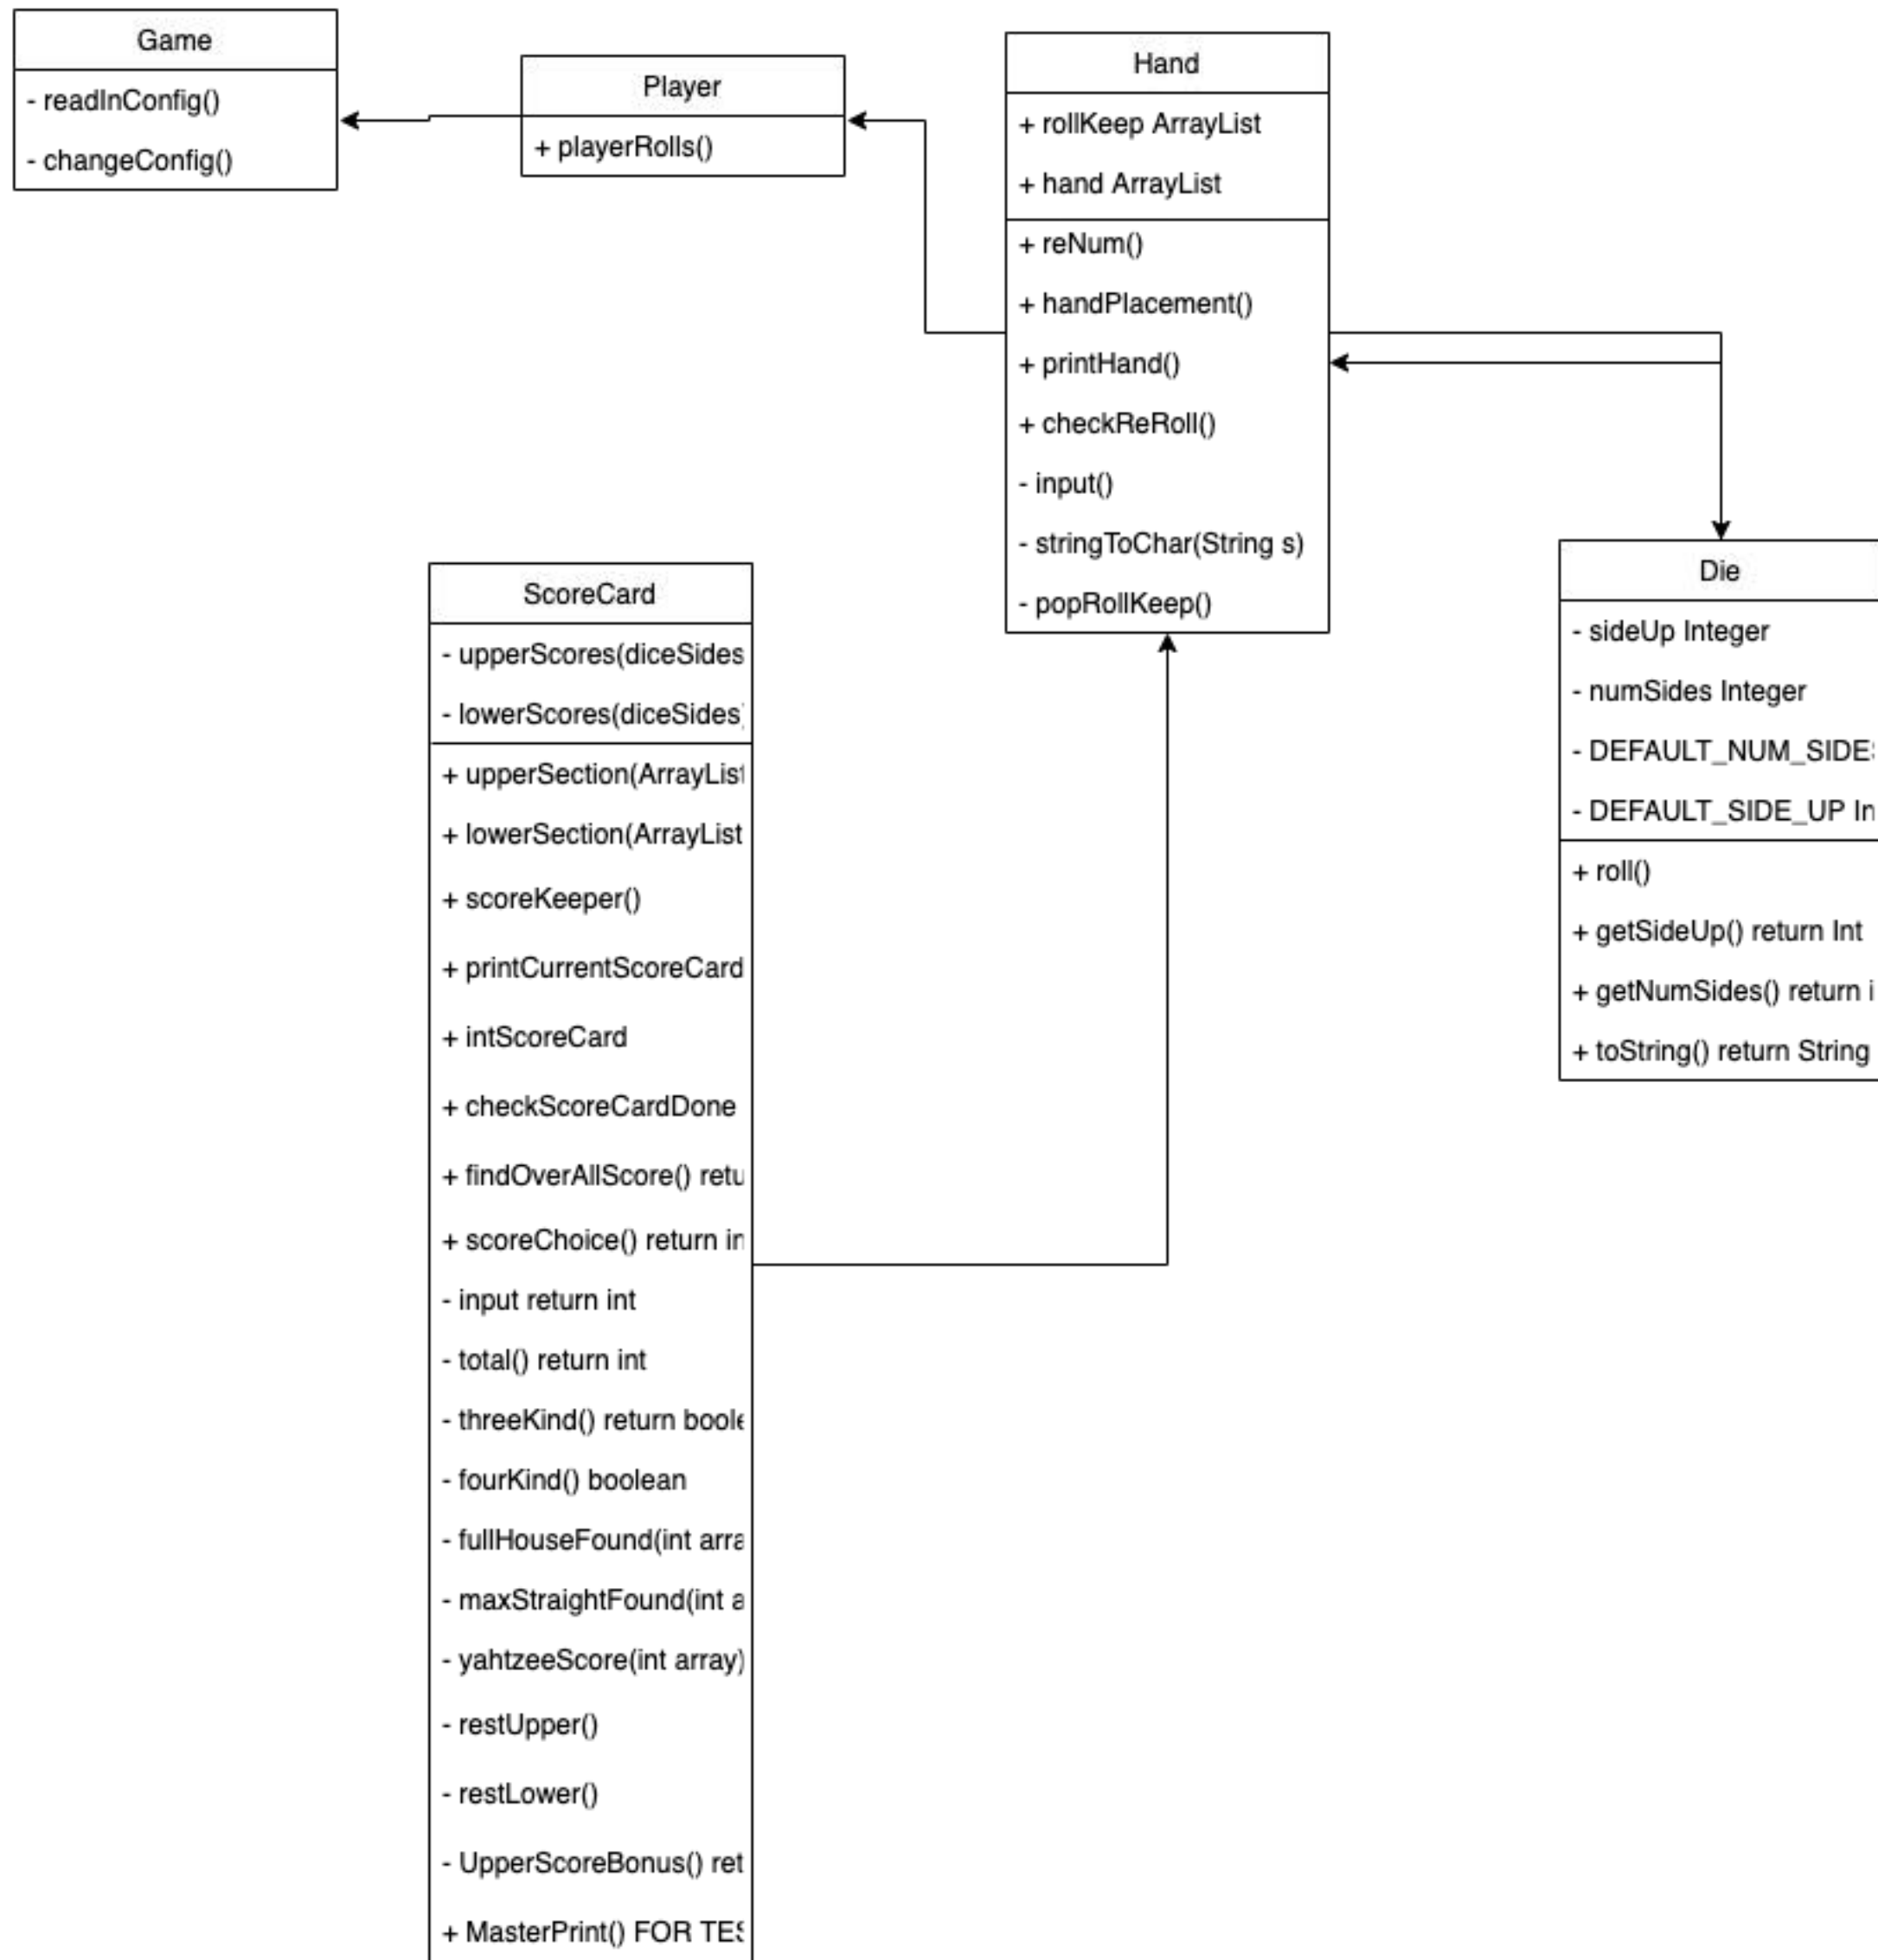 Game
- readInConfig()
- changeConfig()
Player
+ playerRolls()
Hand
+ rollKeep ArrayList
+ hand ArrayList
+ reNum()
+ handPlacement()
+ printHand()
+ checkReRoll()
- input()
- stringToChar(String s)
- popRollKeep()
ScoreCard
- upperScores(diceSides
- lowerScores(diceSides)
+ upperSection(ArrayList
+ lowerSection(ArrayList
+ scoreKeeper()
+ printCurrentScoreCard
+ intScoreCard
+ checkScoreCardDone
+ findOverAllScore() retu
+ scoreChoice() return in
- input return int
- total() return int
- threeKind() return boole
- fourKind() boolean
- fullHouseFound(int arra
- maxStraightFound(int a
- yahtzeeScore(int array)
- restUpper()
- restLower()
- UpperScoreBonus() ret
+ MasterPrint() FOR TES
Die
- sideUp Integer
- numSides Integer
- DEFAULT_NUM_SIDES
- DEFAULT_SIDE_UP In
+ roll()
+ getSideUp() return Int
+ getNumSides() return i
+ toString() return String